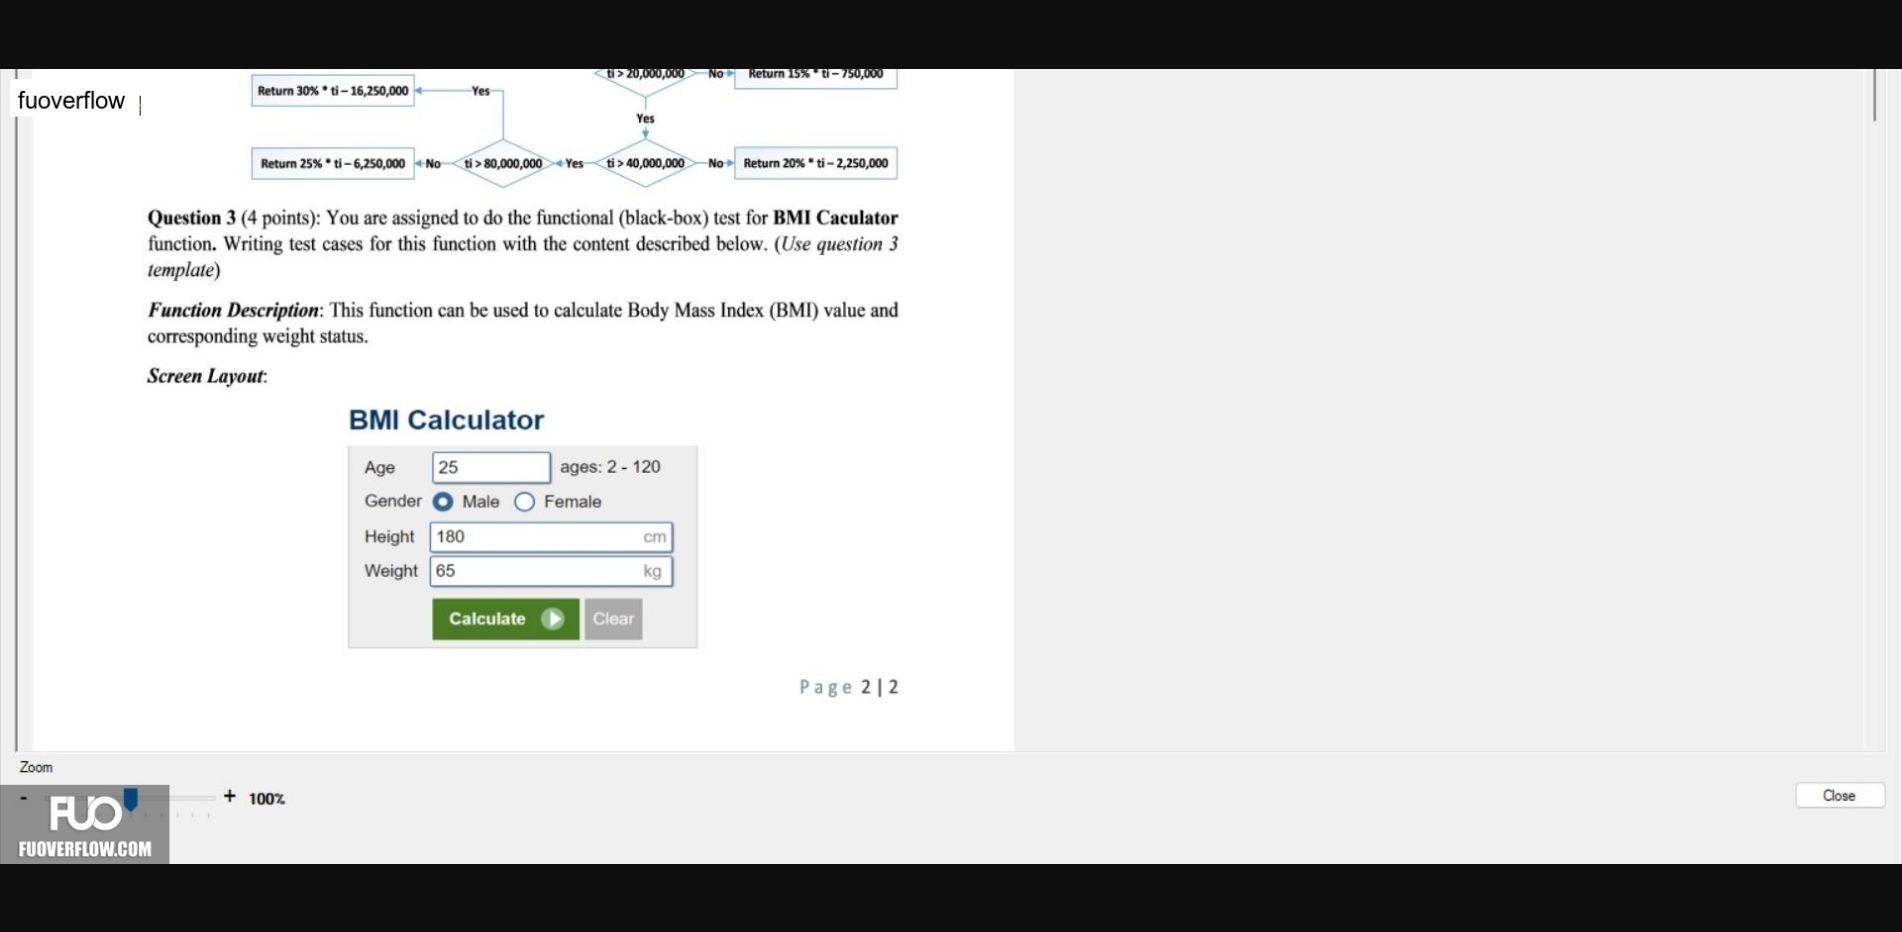 ti > 20,000,000 No Return 15% * ti – 750,000
fuoverflow |
Return 30% * ti – 16,250,000 Yes
Yes
Return 25% * ti – 6,250,000 No ti > 80,000,000 Yes ti > 40,000,000 No Return 20% * ti – 2,250,000
Question 3 (4 points): You are assigned to do the functional (black-box) test for BMI Caculator
function. Writing test cases for this function with the content described below. (Use question 3
template)
Function Description: This function can be used to calculate Body Mass Index (BMI) value and
corresponding weight status.
Screen Layout:
BMI Calculator
Age 25 ages: 2 - 120
Gender Male Female
Height 180 cm
Weight 65 kg
Calculate Clear
Page 2 | 2
Zoom
- + 100%
Close
FUO
FUOVERFLOW.COM